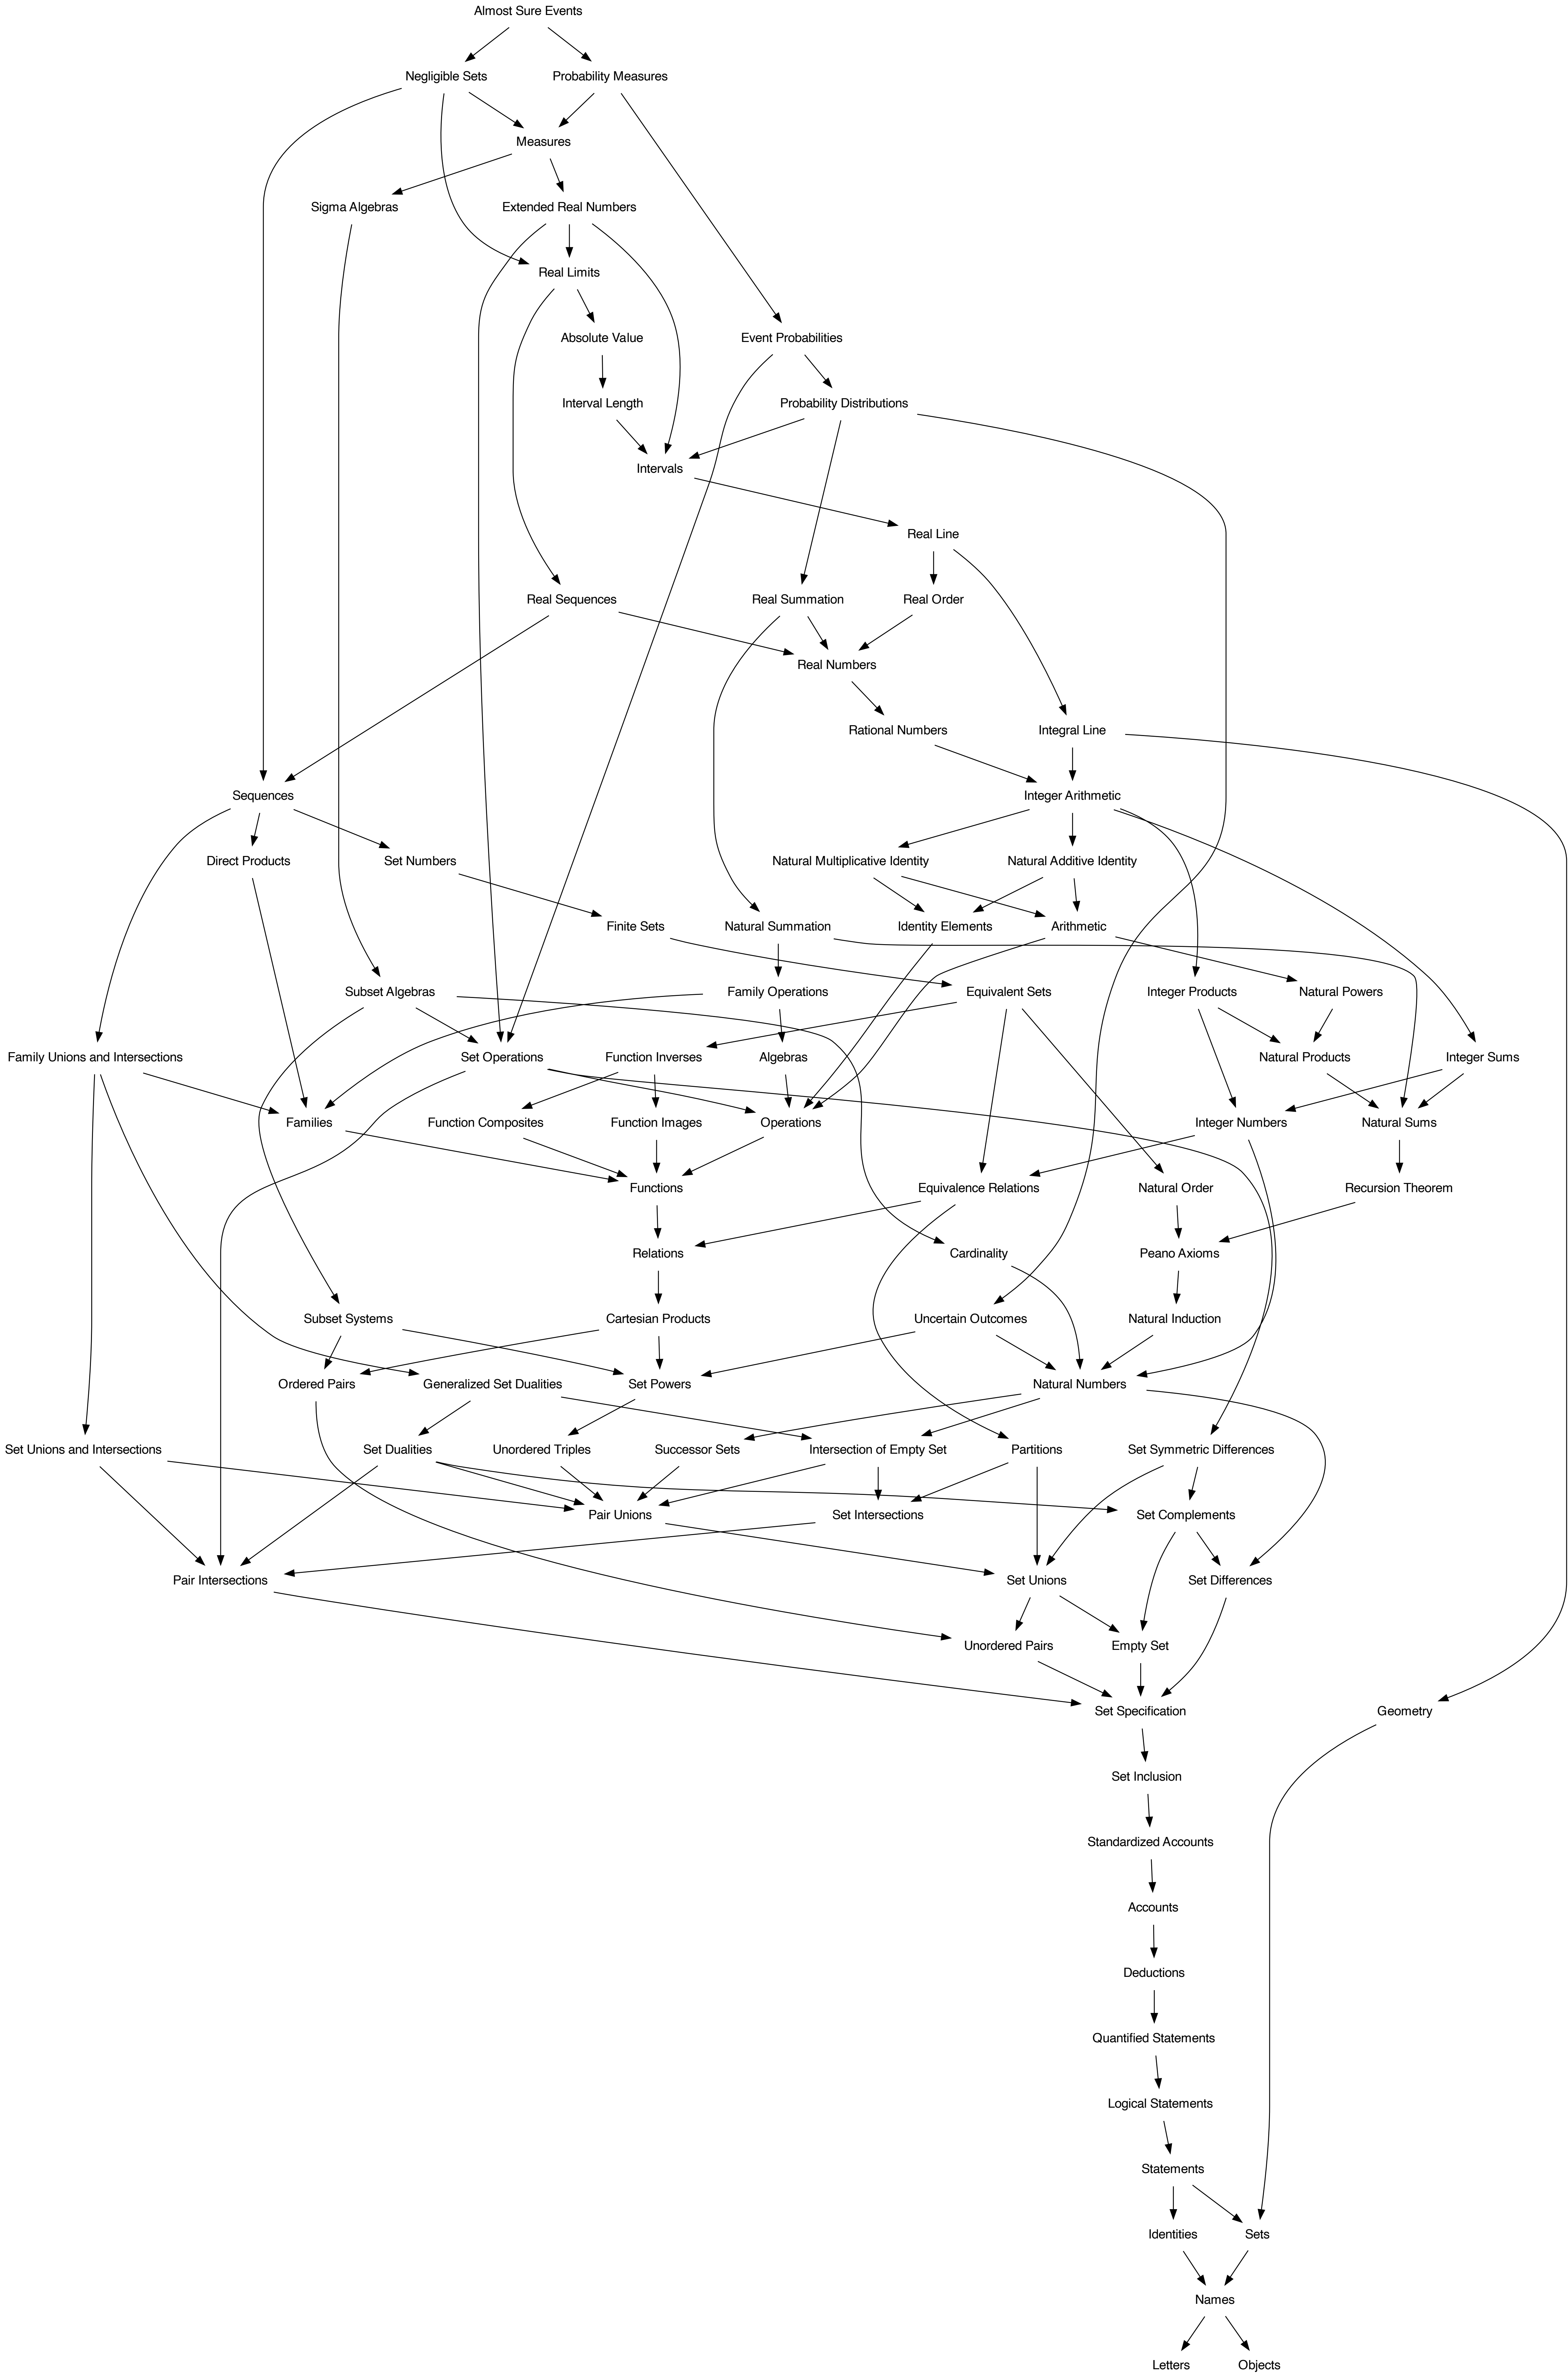 Almost Sure Events
Negligible Sets
Probability Measures
Measures
Sigma Algebras
Extended Real Numbers
Real Limits
Absolute Value
Event Probabilities
Interval Length
Probability Distributions
Intervals
Real Line
Real Sequences
Real Summation
Real Order
Real Numbers
Rational Numbers
Integral Line
Sequences
Integer Arithmetic
Direct Products
Set Numbers
Natural Multiplicative Identity
Natural Additive Identity
Finite Sets
Natural Summation
Identity Elements
Arithmetic
Subset Algebras
Family Operations
Equivalent Sets
Integer Products
Natural Powers
Family Unions and Intersections
Set Operations
Function Inverses
Algebras
Natural Products
Integer Sums
Families
Function Composites
Function Images
Operations
Integer Numbers
Natural Sums
Functions
Equivalence Relations
Natural Order
Recursion Theorem
Relations
Cardinality
Peano Axioms
Subset Systems
Cartesian Products
Uncertain Outcomes
Natural Induction
Ordered Pairs
Generalized Set Dualities
Set Powers
Natural Numbers
Set Unions and Intersections
Set Dualities
Unordered Triples
Successor Sets
Intersection of Empty Set
Partitions
Set Symmetric Differences
Pair Unions
Set Intersections
Set Complements
Pair Intersections
Set Unions
Set Differences
Unordered Pairs
Empty Set
Set Specification
Geometry
Set Inclusion
Standardized Accounts
Accounts
Deductions
Quantified Statements
Logical Statements
Statements
Identities
Sets
Names
Letters
Objects